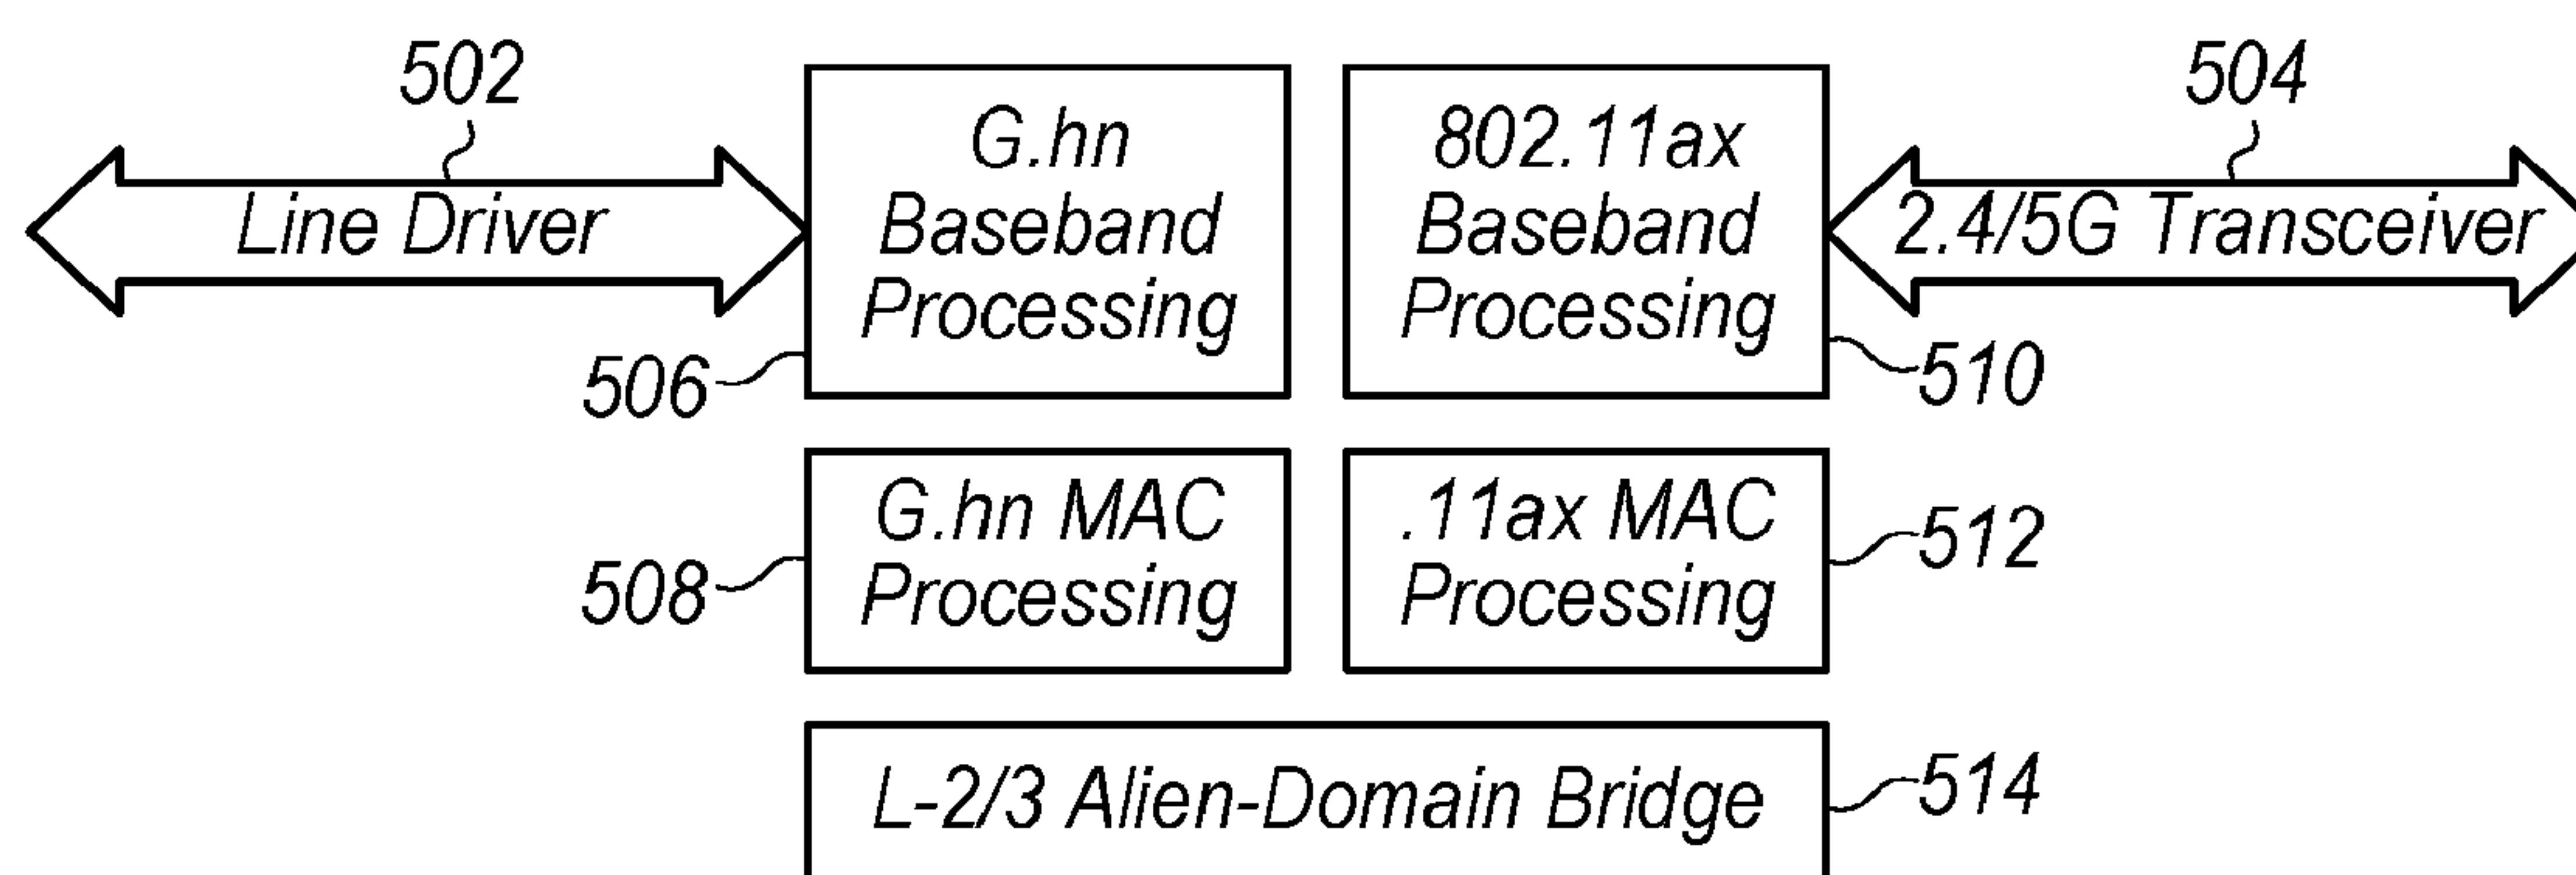 502
504
G.hn
Baseband
Processing
802.11ax
Baseband
Processing
Line Driver
2.4/5G Transceiver
506
510
G.hn MAC
Processing
.11ax MAC
Processing
508
512
L-2/3 Alien-Domain Bridge
514